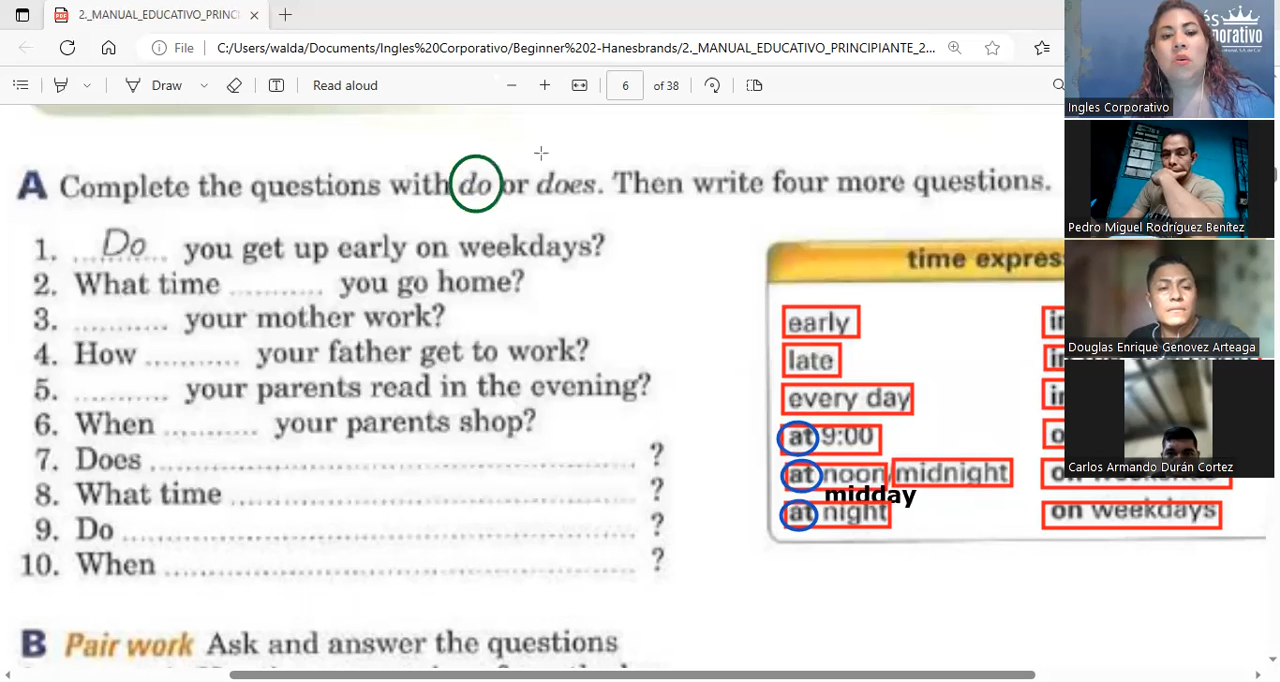 2._MANUAL_EDUCATIVO_PRINCI
File
C:/Users/walda/Documents/Ingles%20Corporativo/Beginner%202-Hanesbrands/2._MANUAL_EDUCATIVO_PRINCIPIANTE_2...
Draw
Read aloud
6
of 38
A Complete the questions with do or does. Then write four more questions.
1. Do you get up early on weekdays?
2. What time .......... you go home?
3. .......... your mother work?
4. How .......... your father get to work?
5. .......... your parents read in the evening?
6. When .......... your parents shop?
7. Does .......... ?
8. What time .......... ?
9. Do .......... ?
10. When .......... ?
B Pair work Ask and answer the questions
time expres
early
late
every day
at 9:00
at noon/midnight
midday
at night
on weekdays
Ingles Corporativo
Pedro Miguel Rodríguez Benítez
Douglas Enrique Genovez Arteaga
Carlos Armando Durán Cortez